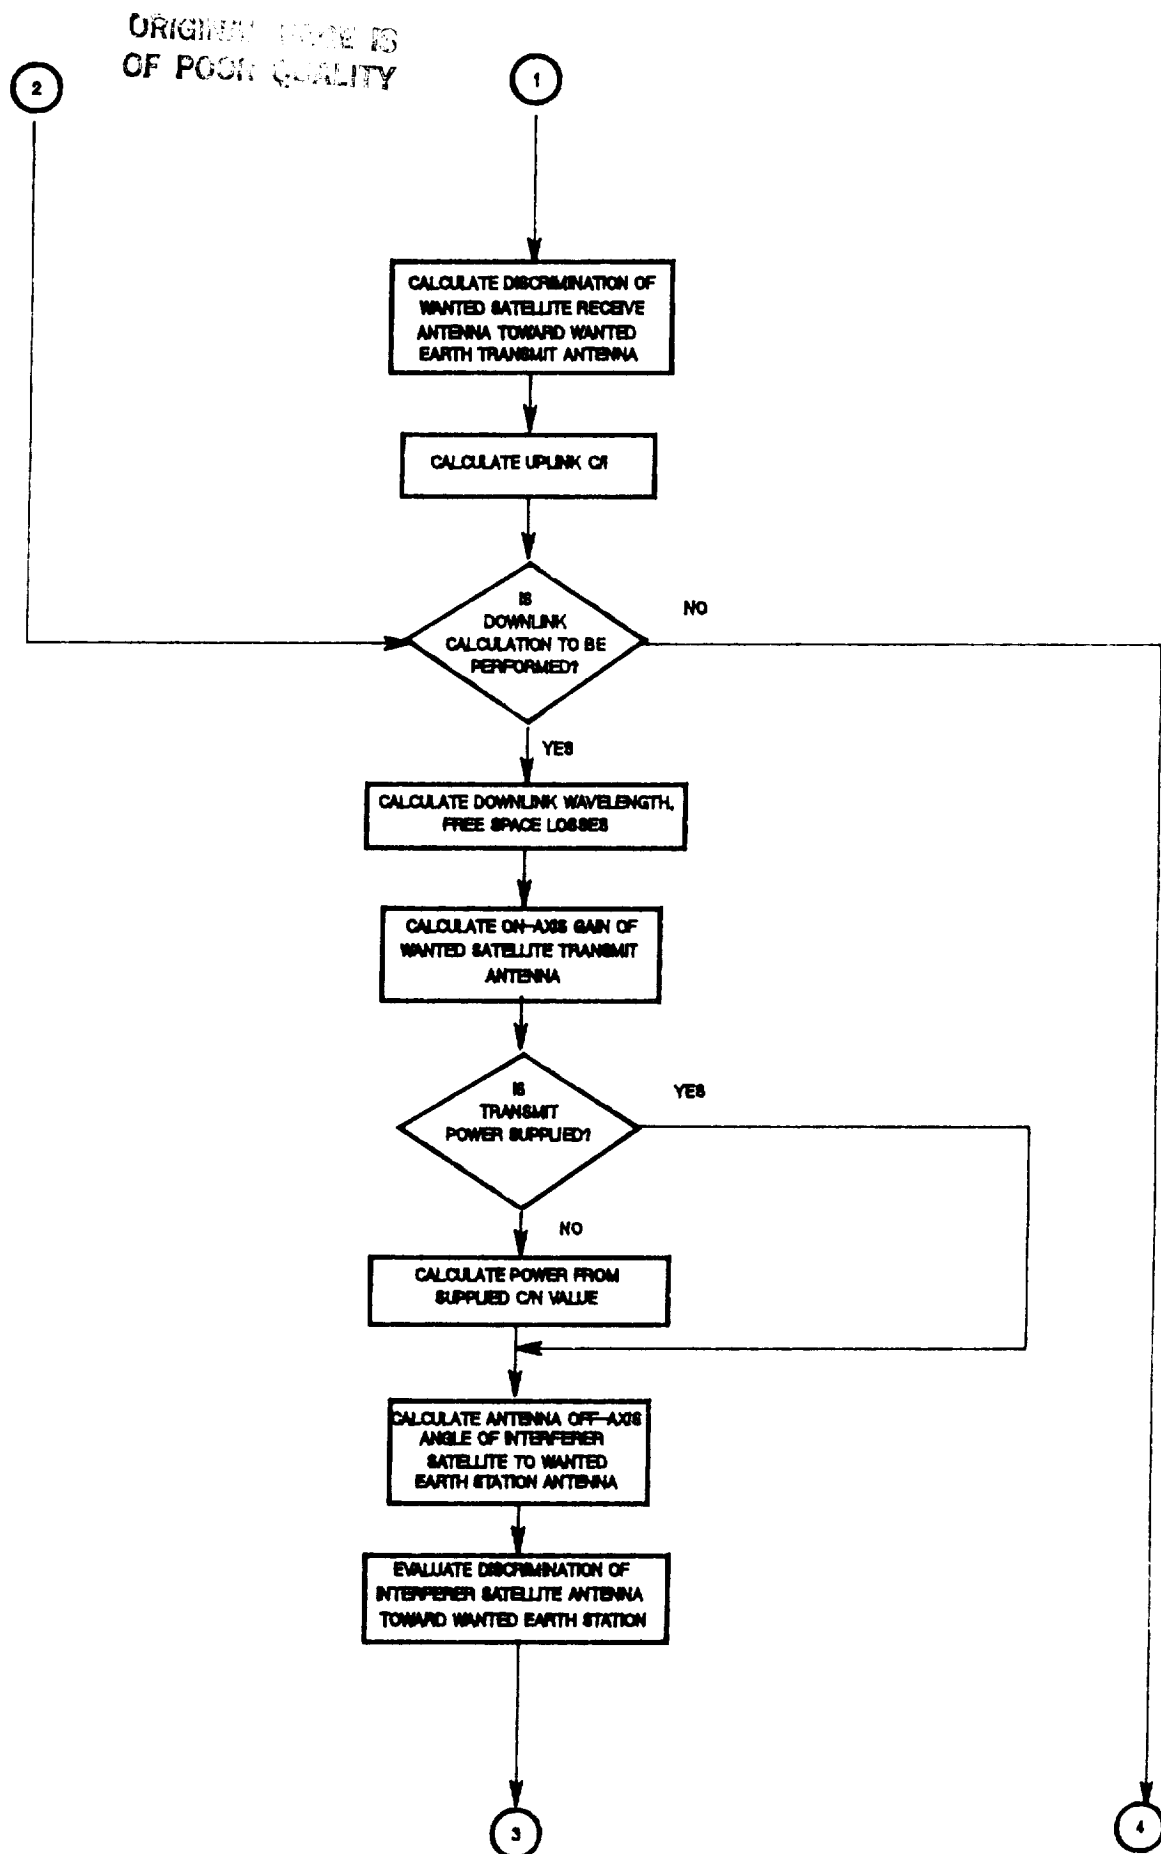 ORIGINAL PAGE IS
OF POOR QUALITY
2
1
CALCULATE DISCRIMINATION OF
WANTED SATELLITE RECEIVE
ANTENNA TOWARD WANTED
EARTH TRANSMIT ANTENNA
CALCULATE UPLINK C/I
IS
DOWNLINK
CALCULATION TO BE
PERFORMED?
NO
YES
CALCULATE DOWNLINK WAVELENGTH,
FREE SPACE LOSSES
CALCULATE ON-AXIS GAIN OF
WANTED SATELLITE TRANSMIT
ANTENNA
IS
TRANSMIT
POWER SUPPLIED?
YES
NO
CALCULATE POWER FROM
SUPPLIED C/N VALUE
CALCULATE ANTENNA OFF-AXIS
ANGLE OF INTERFERER
SATELLITE TO WANTED
EARTH STATION ANTENNA
EVALUATE DISCRIMINATION OF
INTERFERER SATELLITE ANTENNA
TOWARD WANTED EARTH STATION
3
4